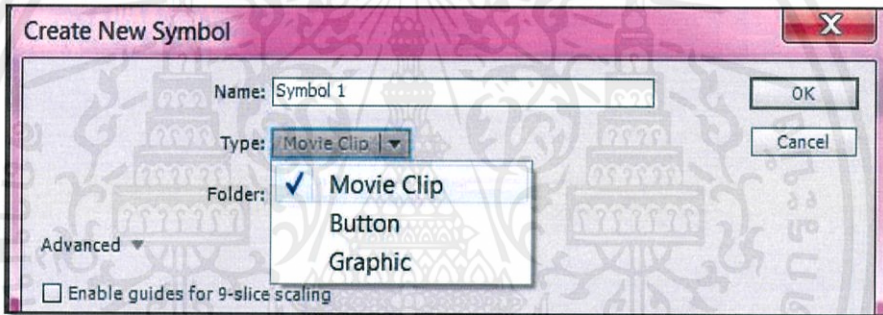 Create New Symbol
Name: Symbol 1
OK
Type: Movie Clip
Cancel
Folder:
Movie Clip
Button
Graphic
Advanced
Enable guides for 9-slice scaling